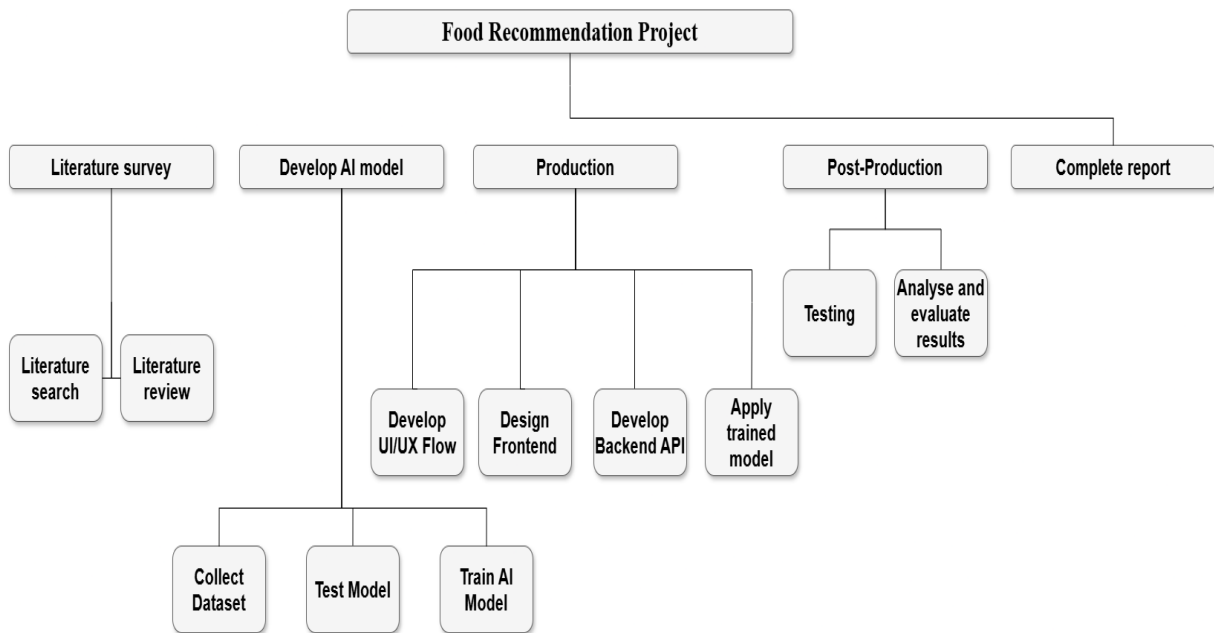 Food Recommendation Project
Literature survey
Develop AI model
Production
Post-Production
Complete report
Testing
Analyse and
evaluate
results
Literature
search
Literature
review
Develop
UI/UX Flow
Design
Frontend
Develop
Backend API
Apply
trained
model
Collect
Dataset
Test Model
Train AI
Model